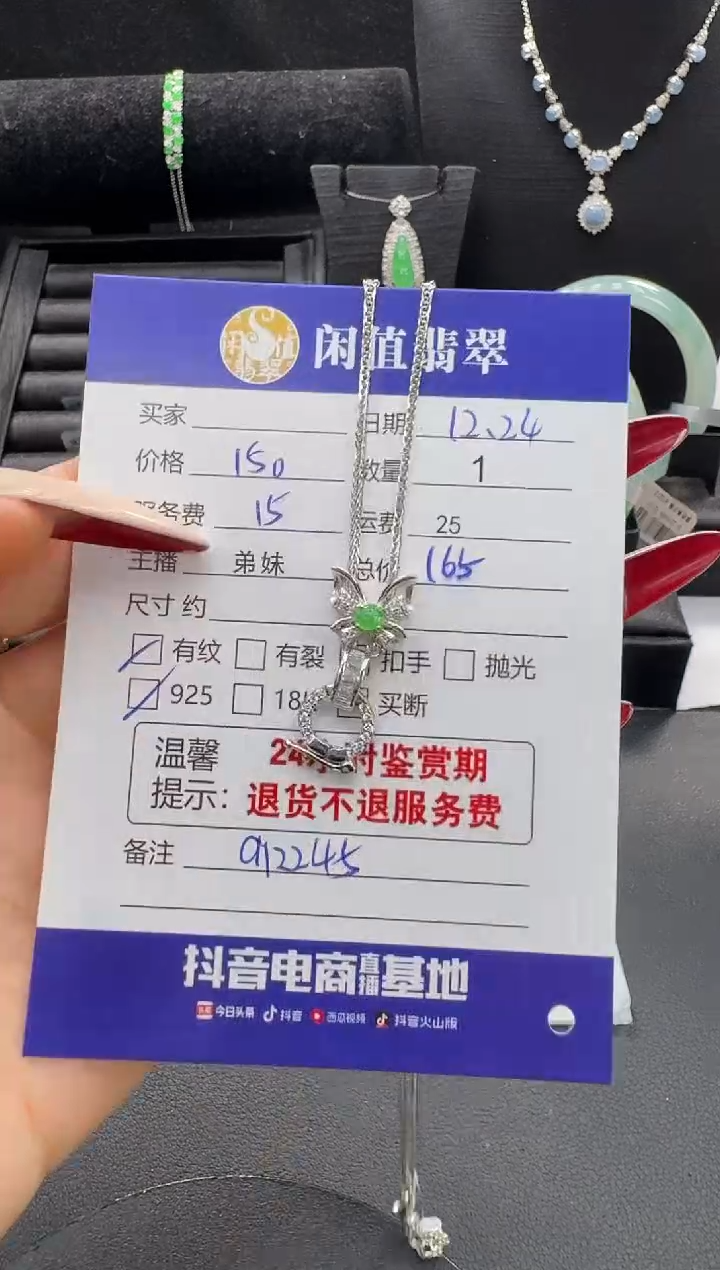 闲值翡翠
买家 日期 12.24
价格 150 数量 1
服务费 15 运费 25
主播 弟妹 总价 165
尺寸 约
有纹 有裂 扣手 抛光
925 买断
温馨 24小时鉴赏期
提示: 退货不退服务费
备注
抖音电商直播基地
今日头条 抖音 西瓜视频 抖音火山版